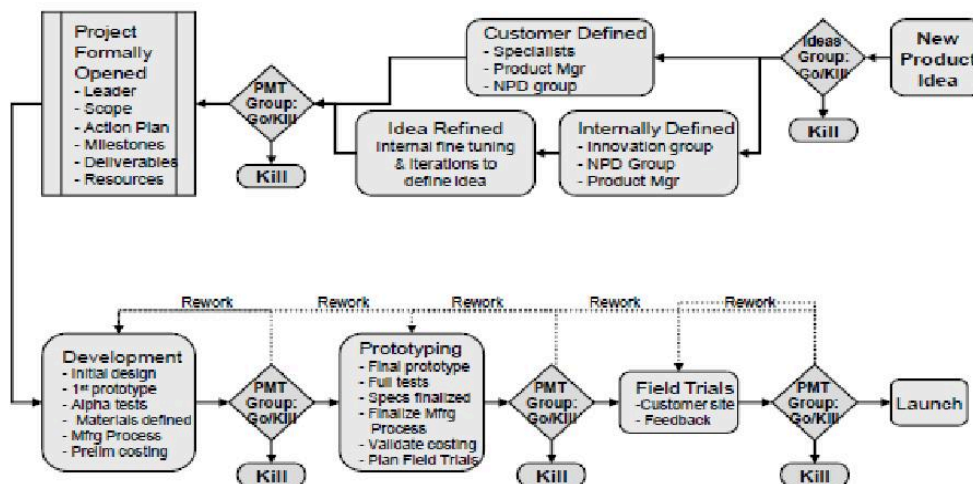 New
Product
Idea
Ideas
Group:
Go/Kill
Kill
Customer Defined
- Specialists
- Product Mgr
- NPD group
Internally Defined
- Innovation group
- NPD Group
- Product Mgr
Idea Refined
Internal fine tuning
& Iterations to
define Idea
PMT
Group:
Go/Kill
Kill
Project
Formally
Opened
- Leader
- Scope
- Action Plan
- Milestones
- Deliverables
- Resources
Rework
Rework
Rework
Rework
Rework
Development
- Initial design
- 1st prototype
- Alpha tests
- Materials defined
- Mfrg Process
- Prelim costing
PMT
Group:
Go/Kill
Kill
Prototyping
- Final prototype
- Full tests
- Specs finalized
- Finalize Mfrg
Process
- Validate costing
- Plan Field Trials
PMT
Group:
Go/Kill
Kill
Field Trials
-Customer site
- Feedback
PMT
Group:
Go/Kill
Kill
Launch